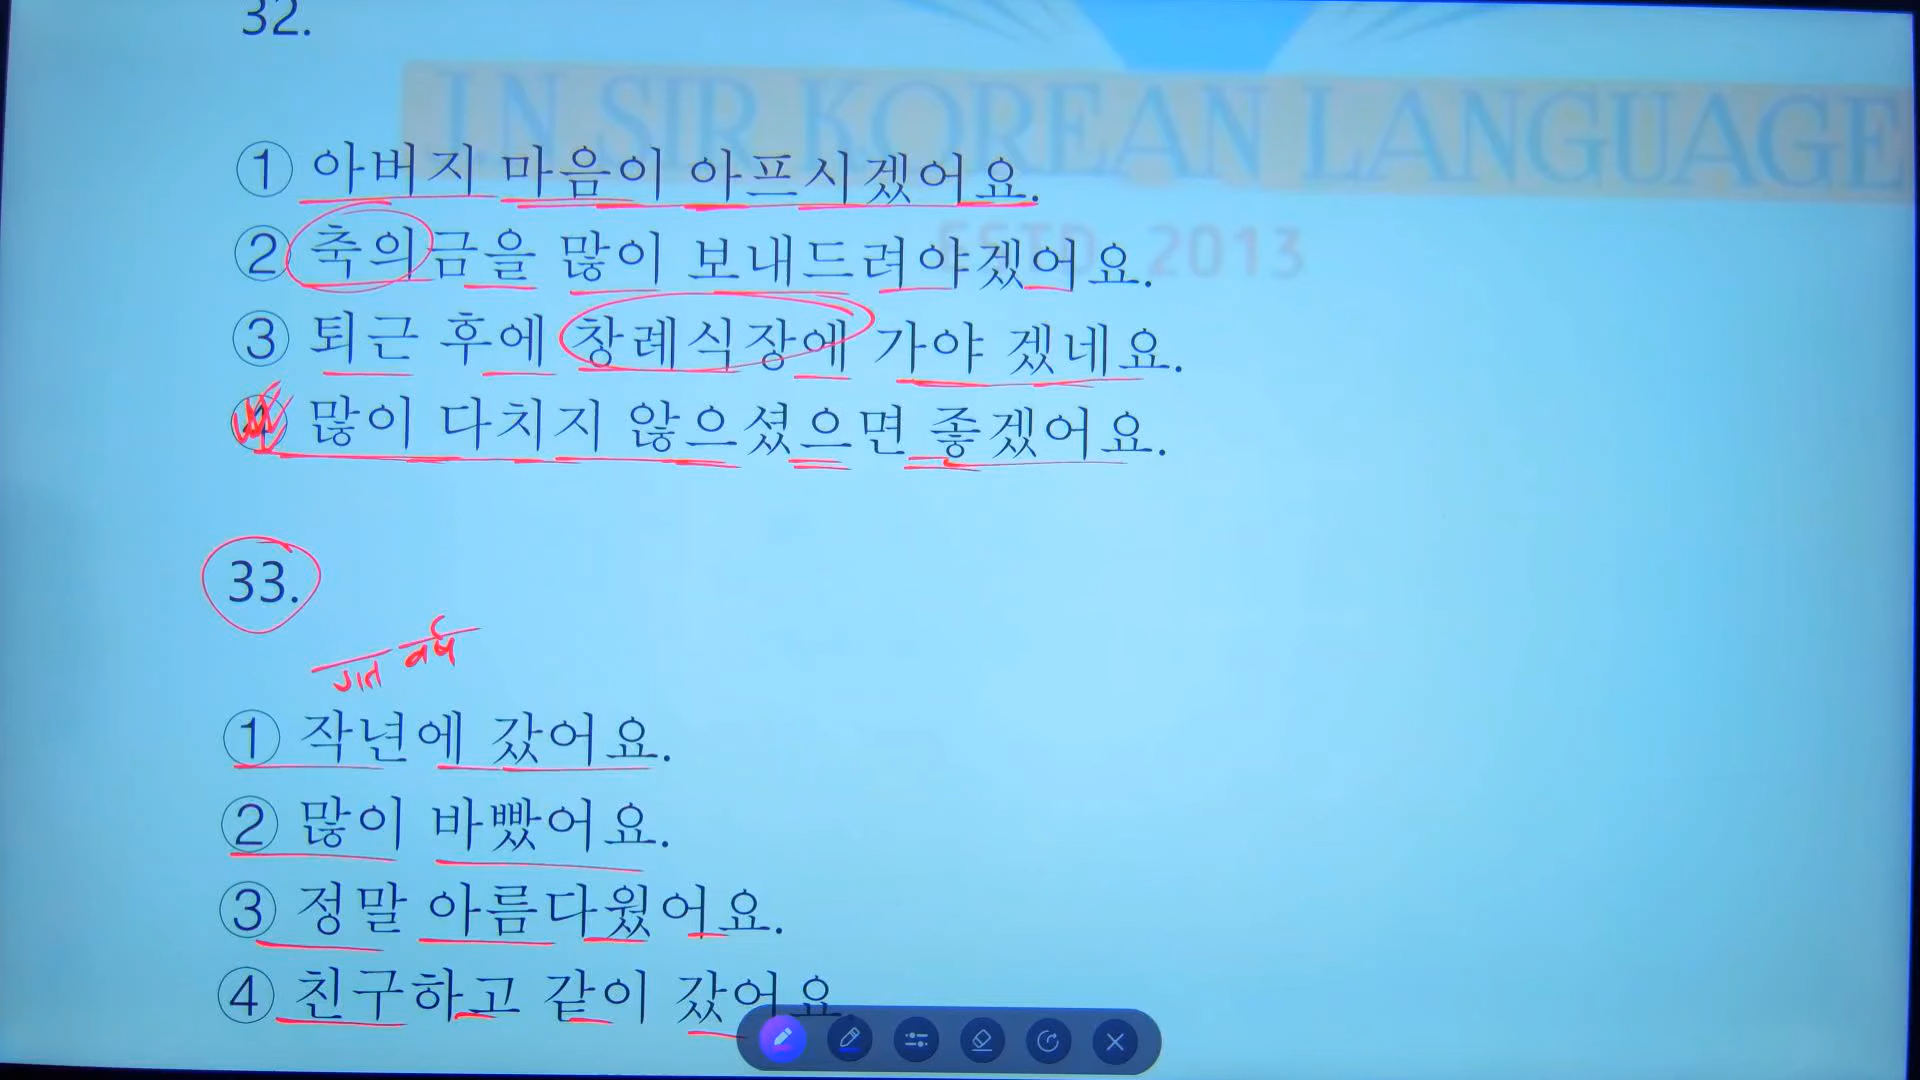 32.
LN SIR KOREAN LANGUAGE
① 아버지 마음이 아프시겠어요.
ESTD 2013
② 축의금을 많이 보내드려야겠어요.
③ 퇴근 후에 창례식장에 가야 겠네요.
④ 많이 다치지 않으셨으면 좋겠어요.
33.
गत वर्ष
① 작년에 갔어요.
② 많이 바빴어요.
③ 정말 아름다웠어요.
④ 친구하고 같이 갔어요